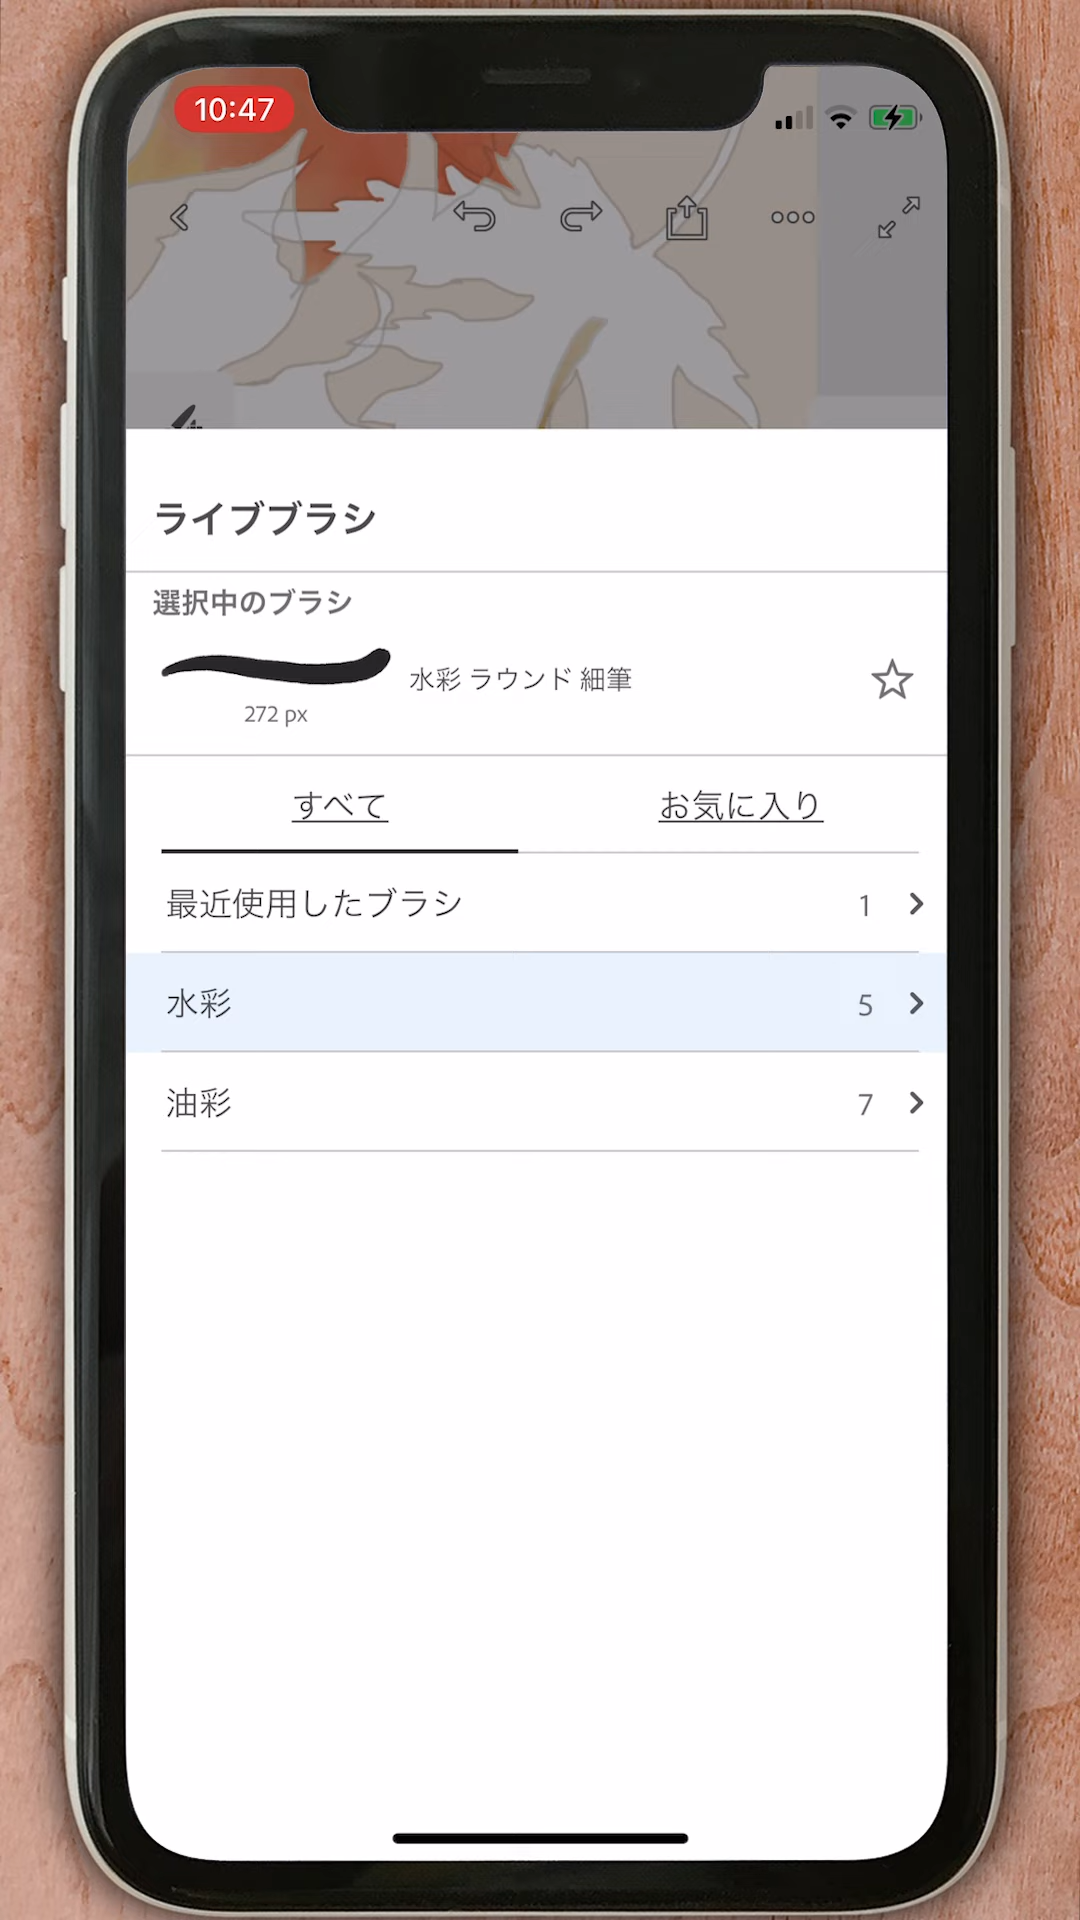 10:47
ライブブラシ
選択中のブラシ
水彩 ラウンド 細筆
272 px
すべて
お気に入り
最近使用したブラシ 1
水彩 5
油彩 7